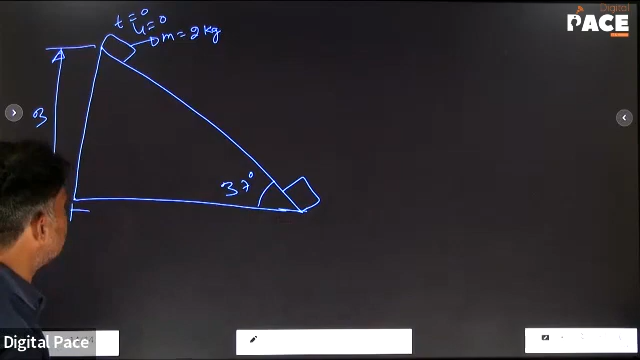 Digital
PACE
t = 0
u = 0
m = 2 kg
3
37°
Digital Pace